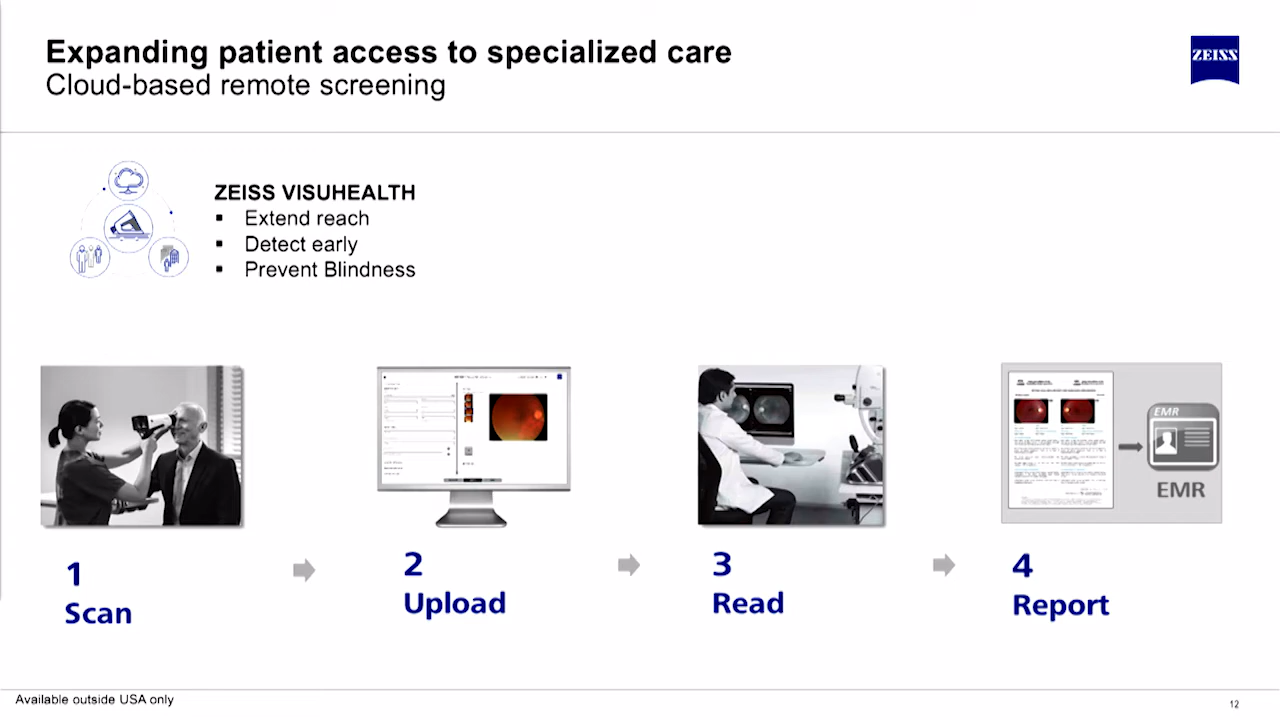 Expanding patient access to specialized care
Cloud-based remote screening
ZEISS
ZEISS VISUHEALTH
▪ Extend reach
▪ Detect early
▪ Prevent Blindness
EMR
EMR
1
Scan
2
Upload
3
Read
4
Report
Available outside USA only
12